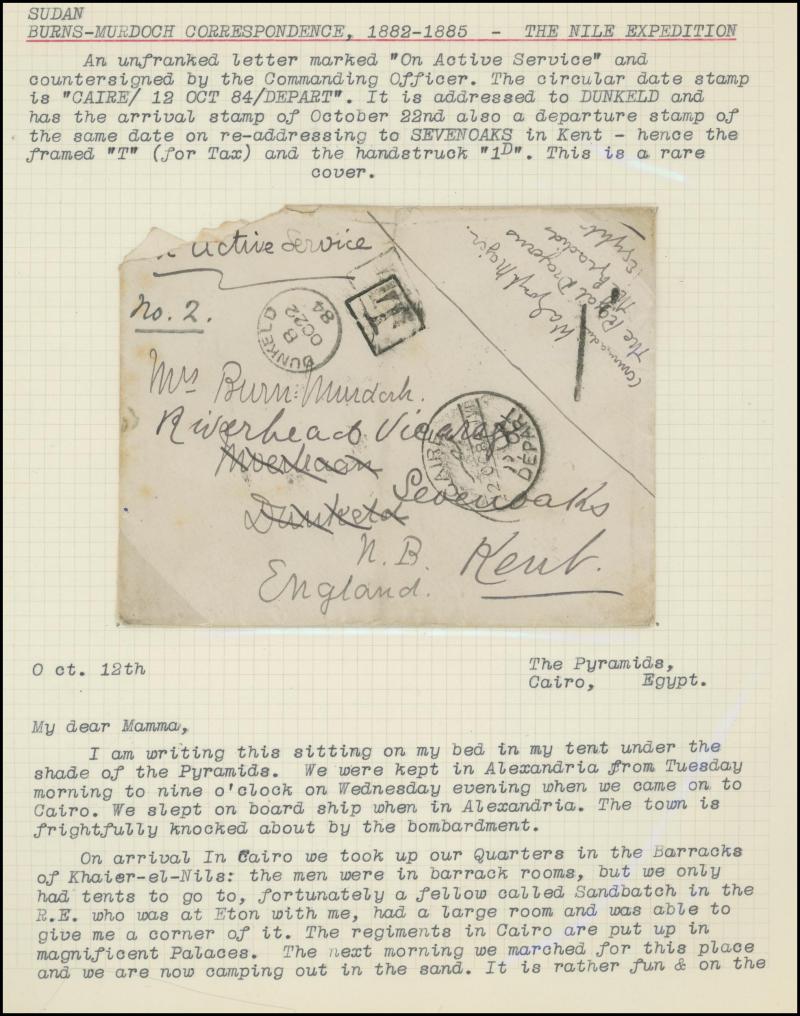 SUDAN
BURNS-MURDOCH CORRESPONDENCE, 1882-1885 - THE NILE EXPEDITION
An unfranked letter marked "On Active Service" and
countersigned by the Commanding Officer. The circular date stamp
is "CAIRE/ 12 OCT 84/DEPART". It is addressed to DUNKELD and
has the arrival stamp of October 22nd also a departure stamp of
the same date on re-addressing to SEVENOAKS in Kent - hence the
framed "T" (for Tax) and the handstruck "1D". This is a rare
cover.
Active Service
No. 2.
DUNKELD
B
OC 22
84
T
Major
The Royal Dragoons
Egypt
1
Mrs Burn-Murdoch.
Riverhead Vicarage
Dunkeld
Sevenoaks
N.B.
Kent.
England.
CAIRE
DEPART
O ct. 12th
The Pyramids,
Cairo, Egypt.
My dear Mamma,
I am writing this sitting on my bed in my tent under the
shade of the Pyramids. We were kept in Alexandria from Tuesday
morning to nine o'clock on Wednesday evening when we came on to
Cairo. We slept on board ship when in Alexandria. The town is
frightfully knocked about by the bombardment.
On arrival In Cairo we took up our Quarters in the Barracks
of Khaier-el-Nils: the men were in barrack rooms, but we only
had tents to go to, fortunately a fellow called Sandbatch in the
R.E. who was at Eton with me, had a large room and was able to
give me a corner of it. The regiments in Cairo are put up in
magnificent Palaces. The next morning we marched for this place
and we are now camping out in the sand. It is rather fun & on the